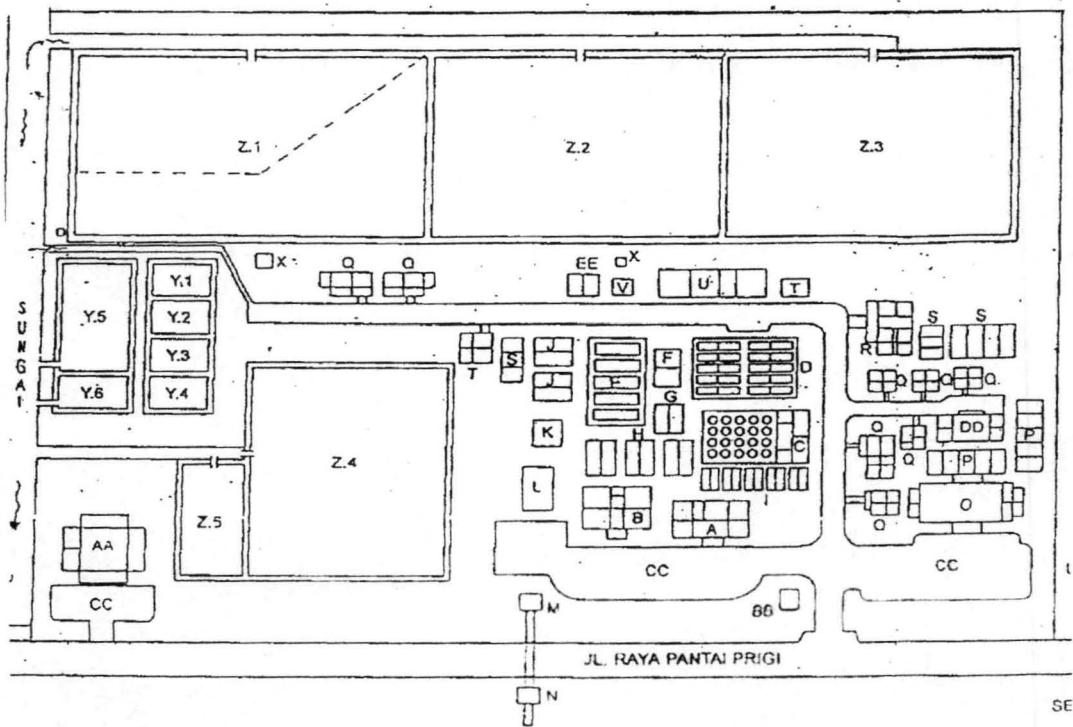 Z.1 Z.2 Z.3
X Q Q EE X V U T
Y.1
Y.5 Y.2
Y.3
Y.6 Y.4
SUNGAI
T S J F D R S S
J G Q Q Q
K H C Q Q DD P
Z.4 L I P
Z.5 B A Q O
AA
CC CC CC
M BB
JL. RAYA PANTAI PRIGI
N
SE